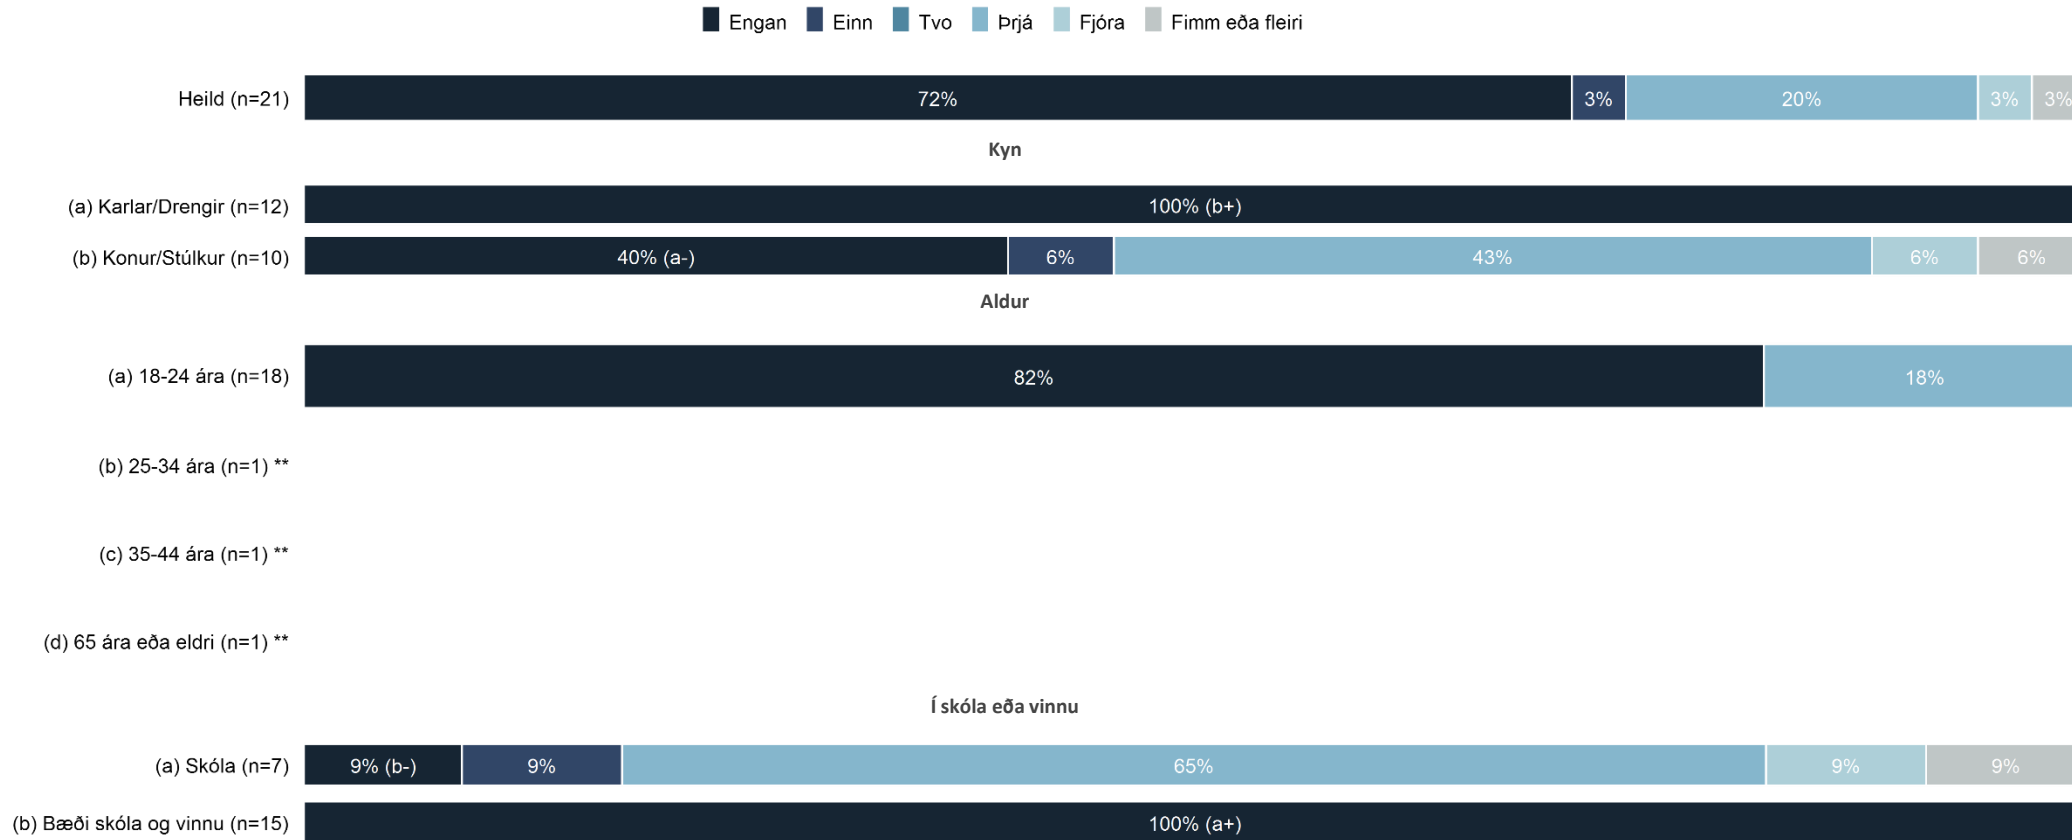 Engan Einn Tvo Þrjá Fjóra Fimm eða fleiri
Heild (n=21) 72% 3% 20% 3% 3%
Kyn
(a) Karlar/Drengir (n=12) 100% (b+)
(b) Konur/Stúlkur (n=10) 40% (a-) 6% 43% 6% 6%
Aldur
(a) 18-24 ára (n=18) 82% 18%
(b) 25-34 ára (n=1) **
(c) 35-44 ára (n=1) **
(d) 65 ára eða eldri (n=1) **
Í skóla eða vinnu
(a) Skóla (n=7) 9% (b-) 9% 65% 9% 9%
(b) Bæði skóla og vinnu (n=15) 100% (a+)